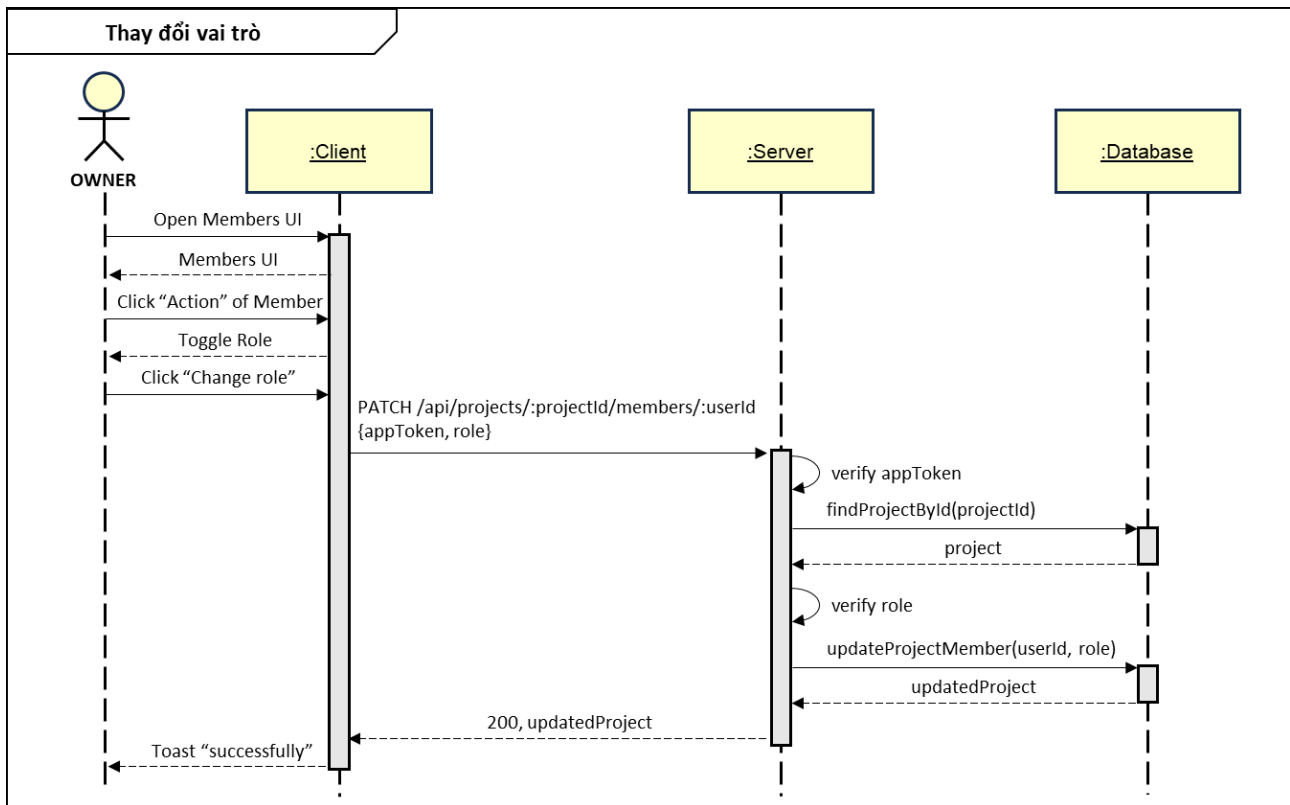 Thay đổi vai trò
OWNER
:Client
:Server
:Database
Open Members UI
Members UI
Click “Action” of Member
Toggle Role
Click “Change role”
PATCH /api/projects/:projectId/members/:userId
{appToken, role}
verify appToken
findProjectById(projectId)
project
verify role
updateProjectMember(userId, role)
updatedProject
200, updatedProject
Toast “successfully”